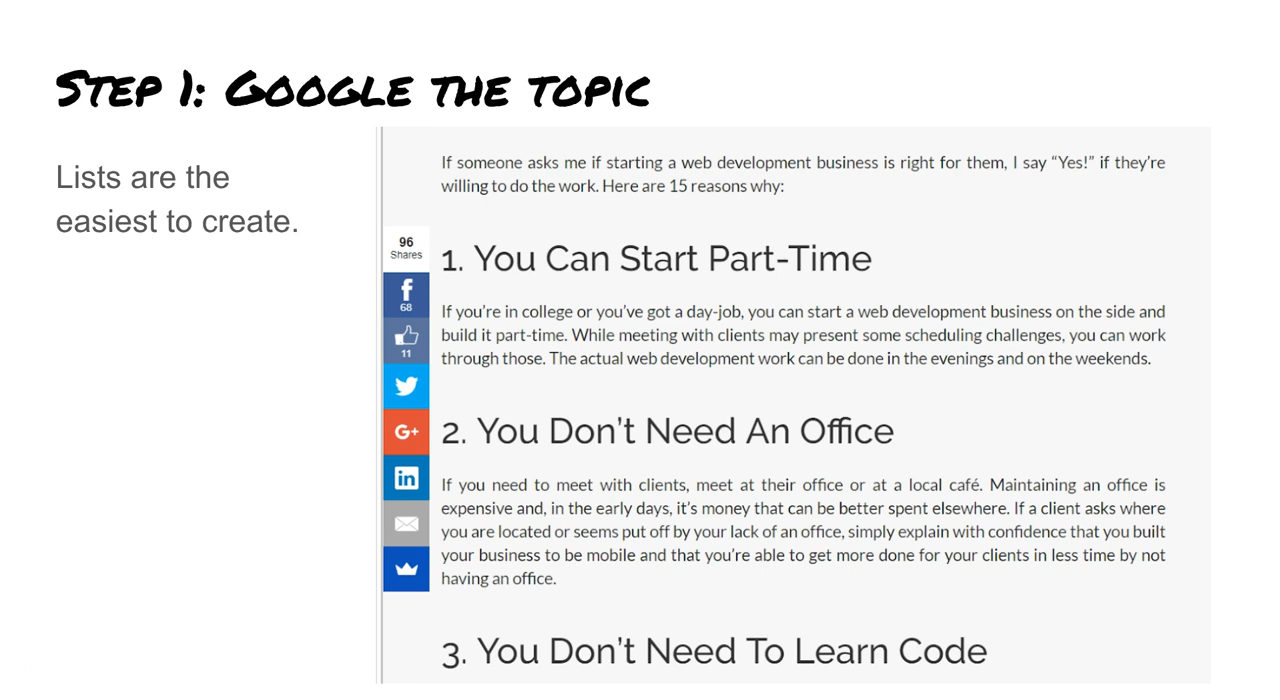 Step 1: Google the topic
Lists are the
easiest to create.
If someone asks me if starting a web development business is right for them, I say “Yes!” if they’re
willing to do the work. Here are 15 reasons why:
96
Shares
f
68
11
G+
in
1. You Can Start Part-Time
If you’re in college or you’ve got a day-job, you can start a web development business on the side and
build it part-time. While meeting with clients may present some scheduling challenges, you can work
through those. The actual web development work can be done in the evenings and on the weekends.
2. You Don’t Need An Office
If you need to meet with clients, meet at their office or at a local café. Maintaining an office is
expensive and, in the early days, it’s money that can be better spent elsewhere. If a client asks where
you are located or seems put off by your lack of an office, simply explain with confidence that you built
your business to be mobile and that you’re able to get more done for your clients in less time by not
having an office.
3. You Don’t Need To Learn Code